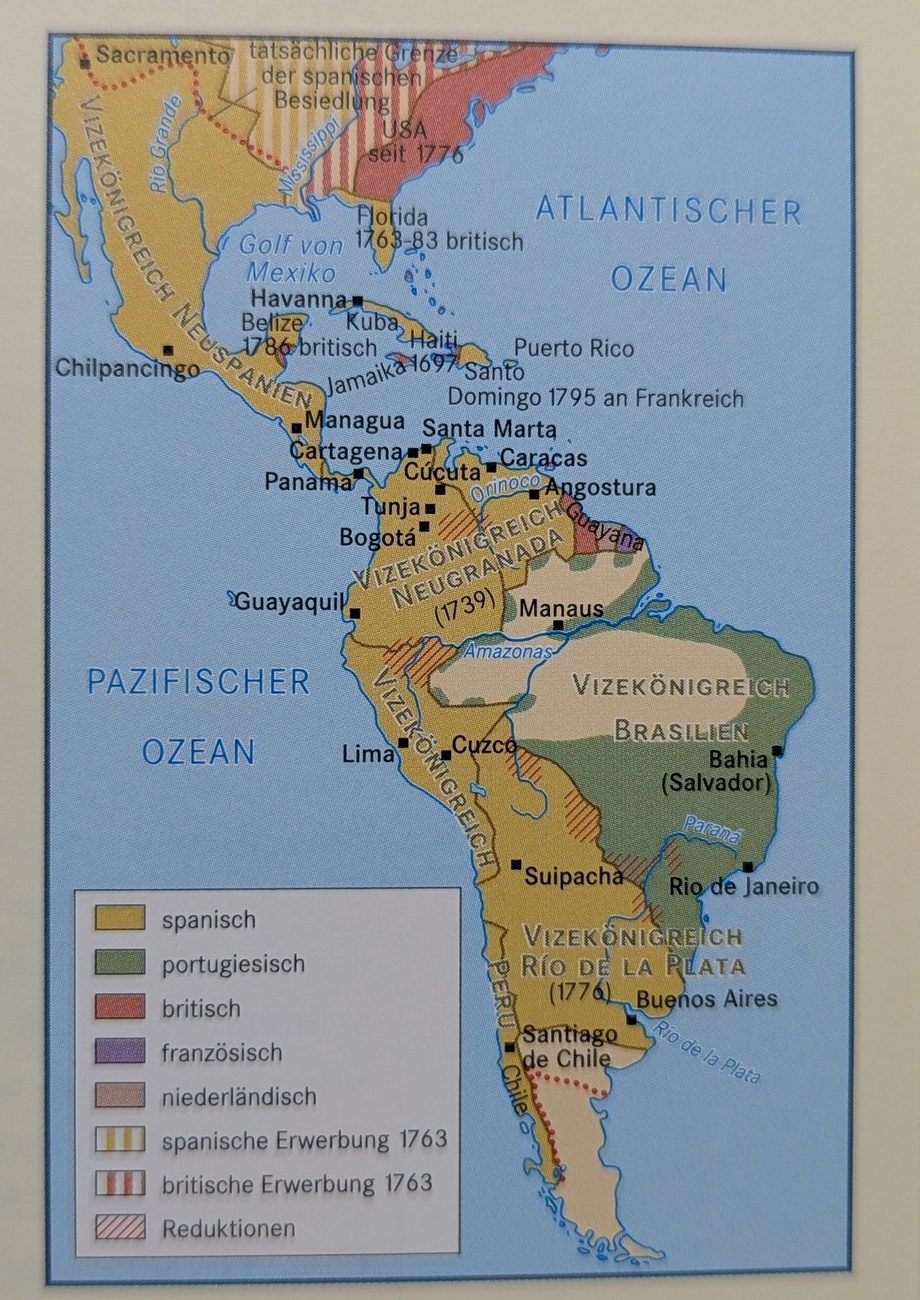 Sacramento
tatsächliche Grenze
der spanischen
Besiedlung
USA
seit 1776
Rio Grande
Mississippi
VIZEKÖNIGREICH NEUSPANIEN
Florida
1763-83 britisch
ATLANTISCHER
OZEAN
Golf von
Mexiko
Havanna
Kuba
Belize
1786 britisch
Haiti
1697
Jamaika
Puerto Rico
Santo
Domingo 1795 an Frankreich
Chilpancingo
Managua
Santa Marta
Cartagena
Caracas
Panama
Cúcuta
Orinoco
Angostura
Tunja
Bogotá
Guayana
VIZEKÖNIGREICH
NEUGRANADA
(1739)
Guayaquil
Manaus
Amazonas
PAZIFISCHER
OZEAN
VIZEKÖNIGREICH
BRASILIEN
Lima
Cuzco
Bahia
(Salvador)
VIZEKÖNIGREICH
PERU
Paraná
Suipacha
Rio de Janeiro
VIZEKÖNIGREICH
RÍO DE LA PLATA
(1776)
Buenos Aires
Rio de la Plata
Santiago
de Chile
Chile
spanisch
portugiesisch
britisch
französisch
niederländisch
spanische Erwerbung 1763
britische Erwerbung 1763
Reduktionen